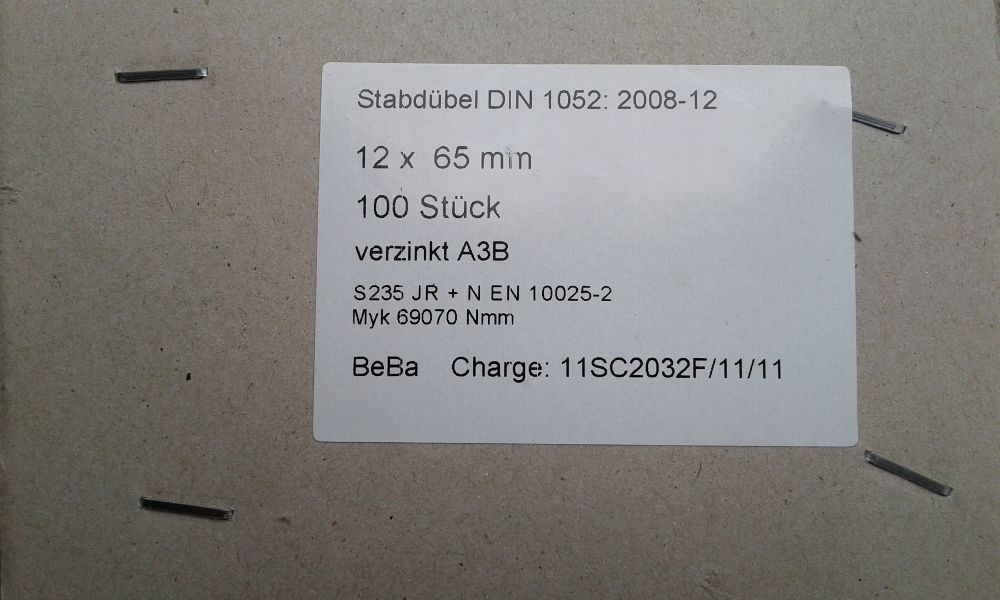 Stabdübel DIN 1052: 2008-12
12 x 65 mm
100 Stück
verzinkt A3B
S235 JR + N EN 10025-2
Myk 69070 Nmm
BeBa Charge: 11SC2032F/11/11